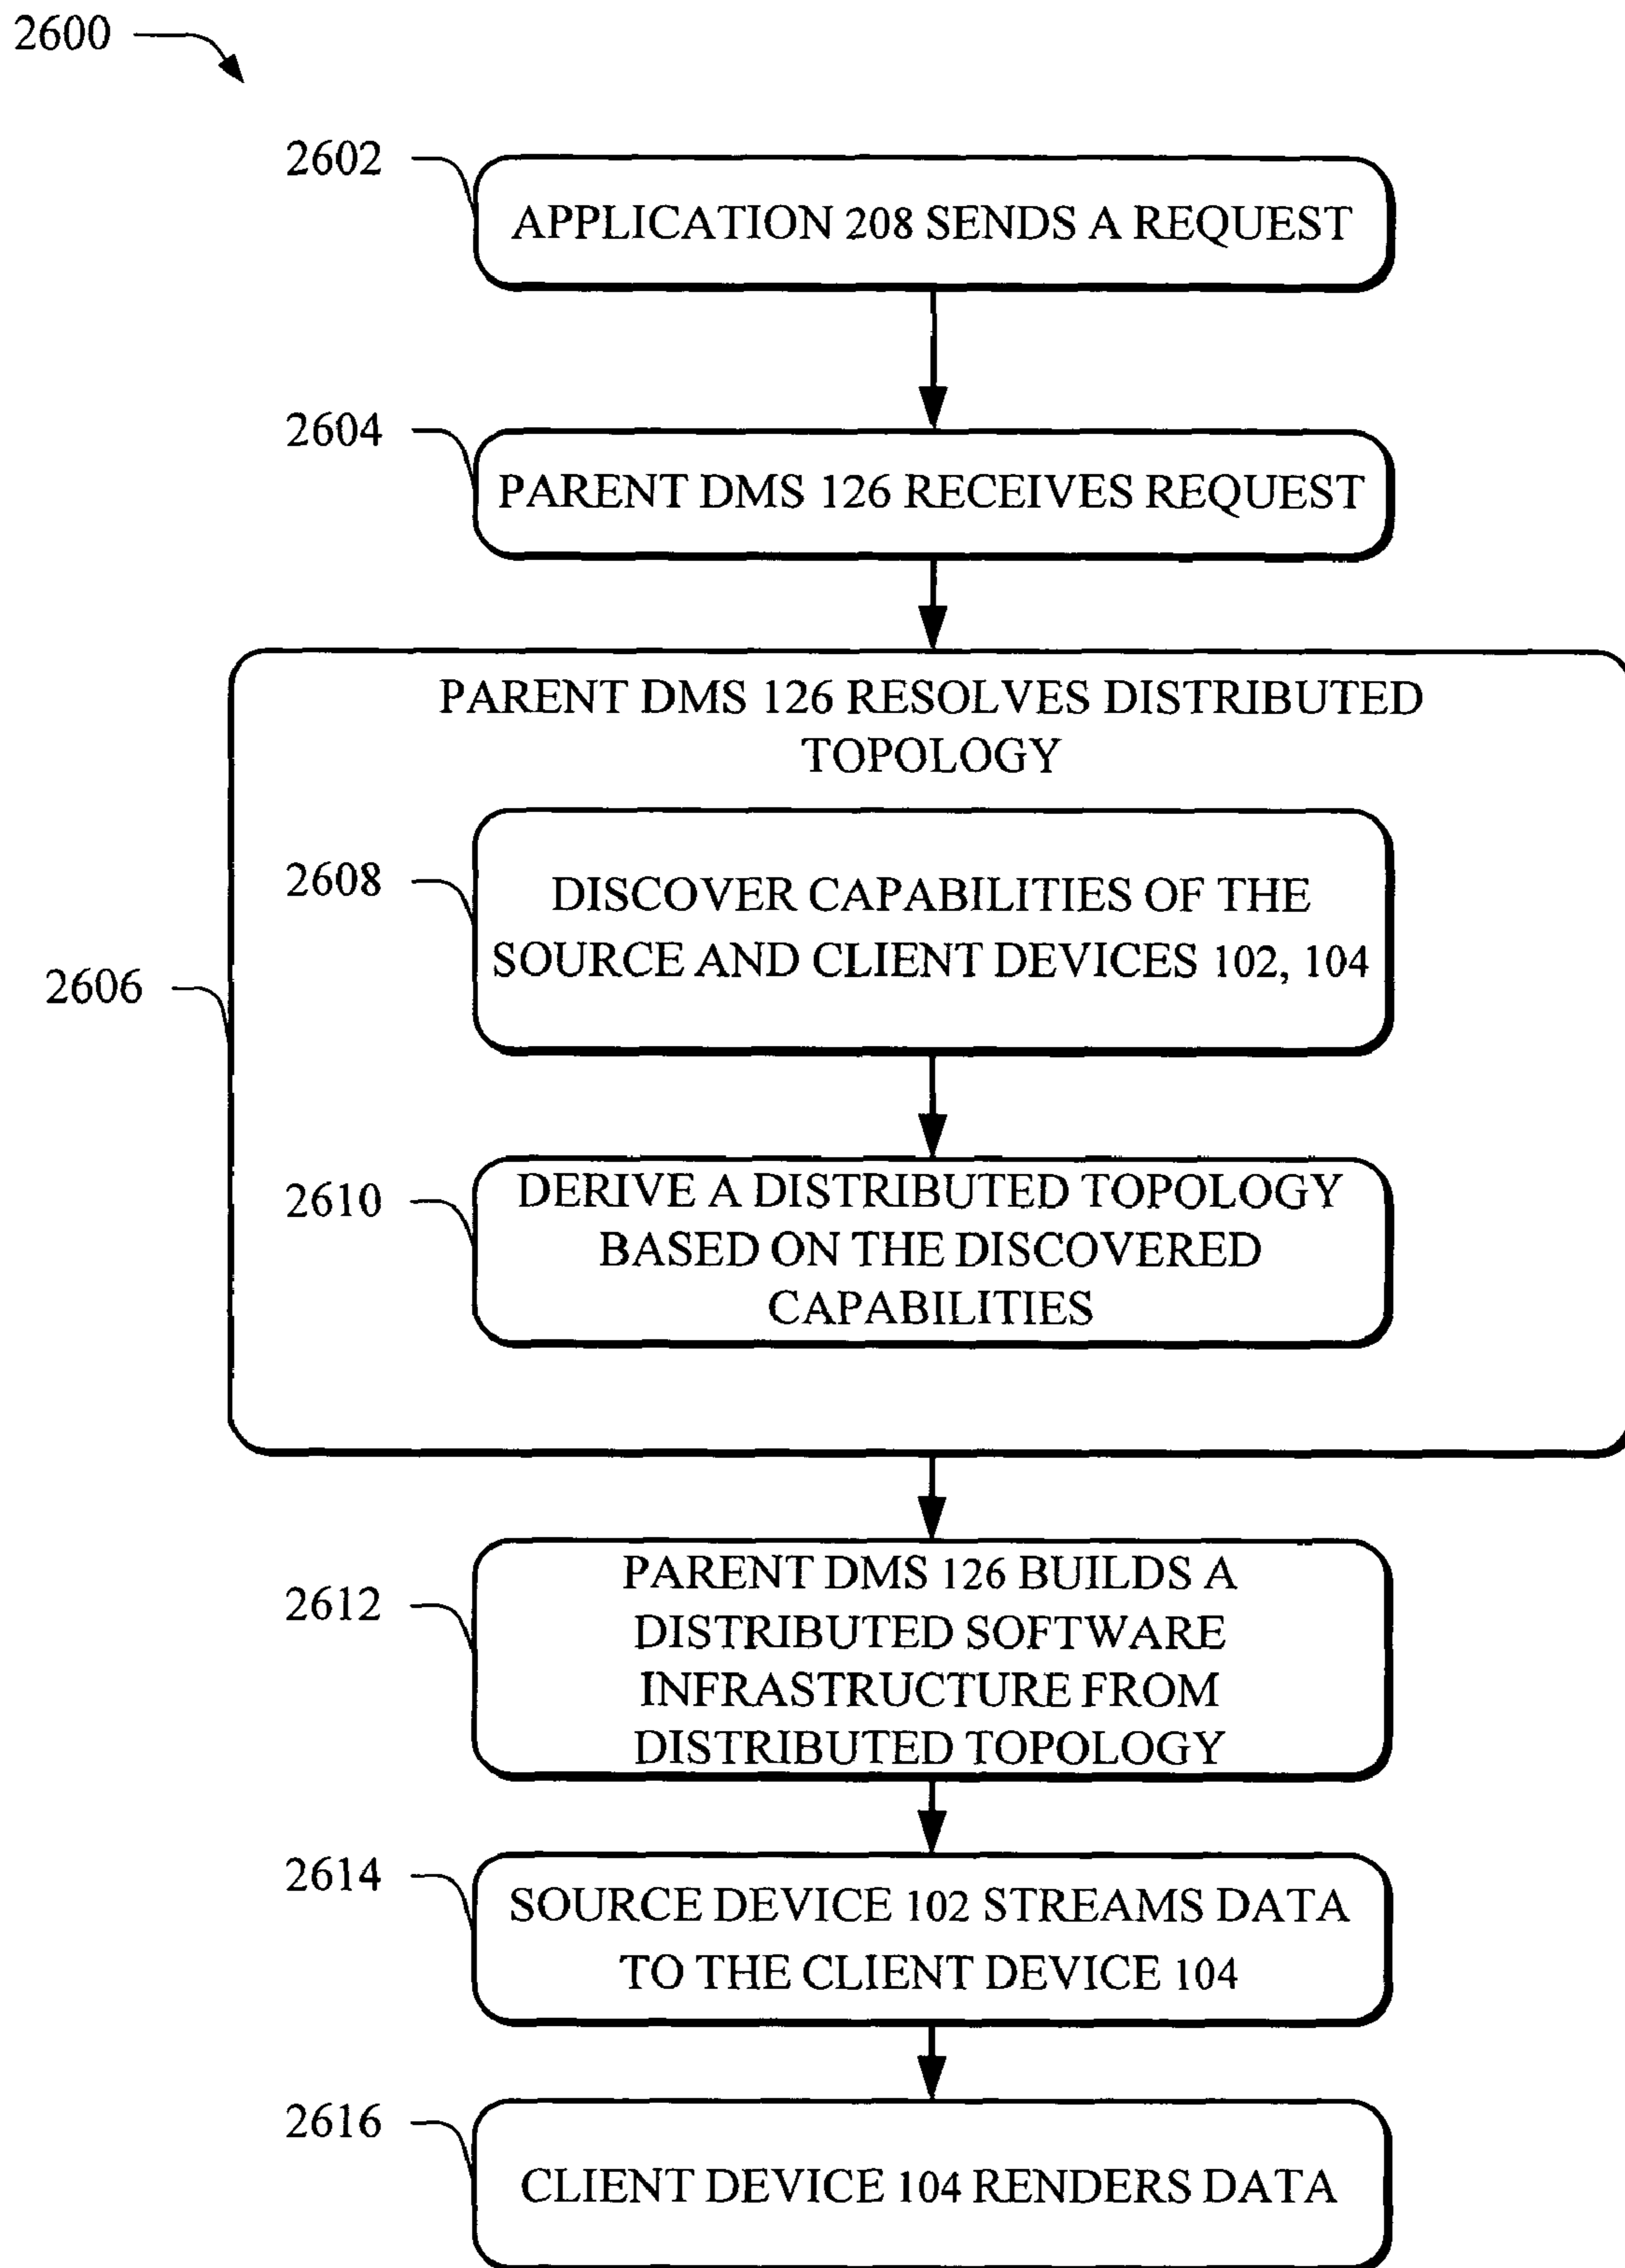 2600
2602
APPLICATION 208 SENDS A REQUEST
2604
PARENT DMS 126 RECEIVES REQUEST
PARENT DMS 126 RESOLVES DISTRIBUTED
TOPOLOGY
2608
DISCOVER CAPABILITIES OF THE
SOURCE AND CLIENT DEVICES 102, 104
2606
2610
DERIVE A DISTRIBUTED TOPOLOGY
BASED ON THE DISCOVERED
CAPABILITIES
2612
PARENT DMS 126 BUILDS A
DISTRIBUTED SOFTWARE
INFRASTRUCTURE FROM
DISTRIBUTED TOPOLOGY
2614
SOURCE DEVICE 102 STREAMS DATA
TO THE CLIENT DEVICE 104
2616
CLIENT DEVICE 104 RENDERS DATA